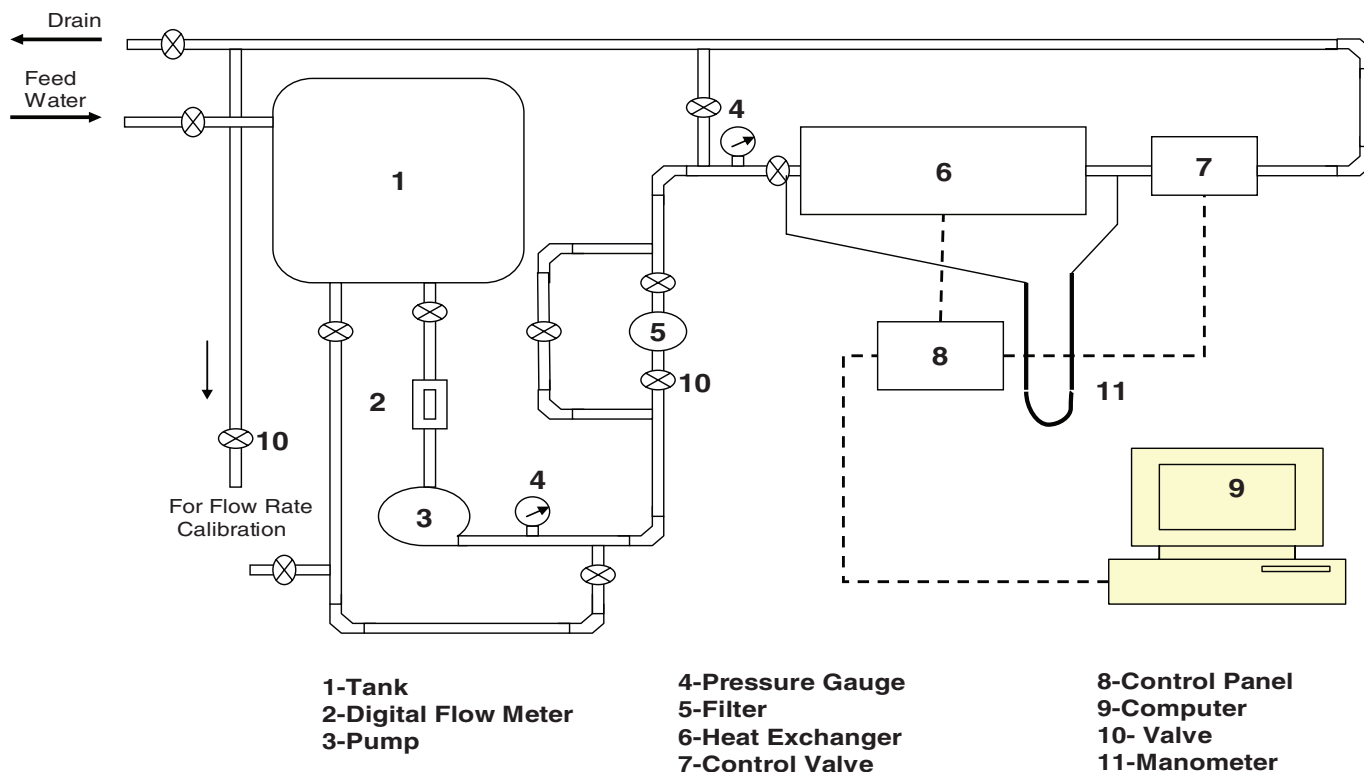 Drain
Feed
Water
1
4
6
7
5
10
8
2
11
10
4
9
For Flow Rate
Calibration
3
1-Tank
2-Digital Flow Meter
3-Pump
4-Pressure Gauge
5-Filter
6-Heat Exchanger
7-Control Valve
8-Control Panel
9-Computer
10- Valve
11-Manometer